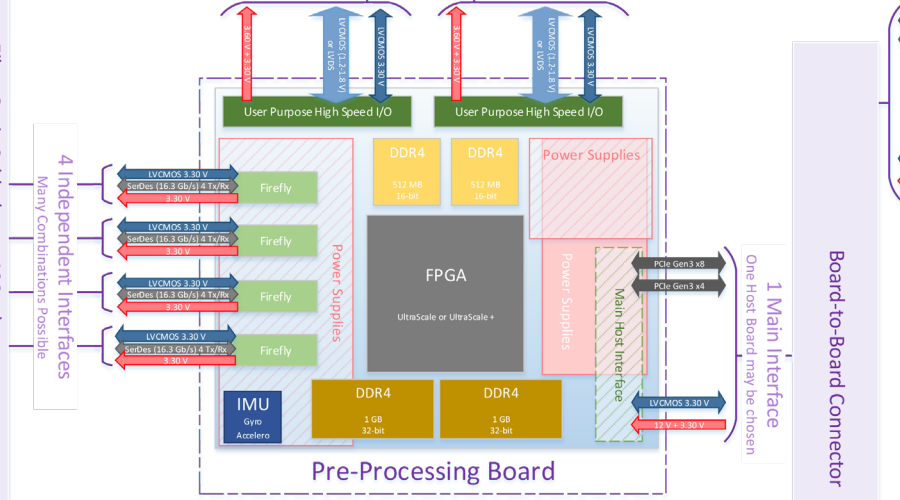 3.60 V + 3.30 V
LVCMOS (1.2-1.8 V)
or LVDS
LVCMOS 3.30 V
3.60 V + 3.30 V
LVCMOS (1.2-1.8 V)
or LVDS
LVCMOS 3.30 V
User Purpose High Speed I/O
User Purpose High Speed I/O
4 Independent Interfaces
Many Combinations Possible
LVCMOS 3.30 V
SerDes (16.3 Gb/s) 4 Tx/Rx
3.30 V
Firefly
LVCMOS 3.30 V
SerDes (16.3 Gb/s) 4 Tx/Rx
3.30 V
Firefly
LVCMOS 3.30 V
SerDes (16.3 Gb/s) 4 Tx/Rx
3.30 V
Firefly
LVCMOS 3.30 V
SerDes (16.3 Gb/s) 4 Tx/Rx
3.30 V
Firefly
Power Supplies
DDR4
512 MB
16-bit
DDR4
512 MB
16-bit
Power Supplies
FPGA
UltraScale or UltraScale +
Power Supplies
Main Host Interface
PCIe Gen3 x8
PCIe Gen3 x4
LVCMOS 3.30 V
12 V + 3.30 V
IMU
Gyro
Accelero
DDR4
1 GB
32-bit
DDR4
1 GB
32-bit
Pre-Processing Board
1 Main Interface
One Host Board may be chosen
Board-to-Board Connector